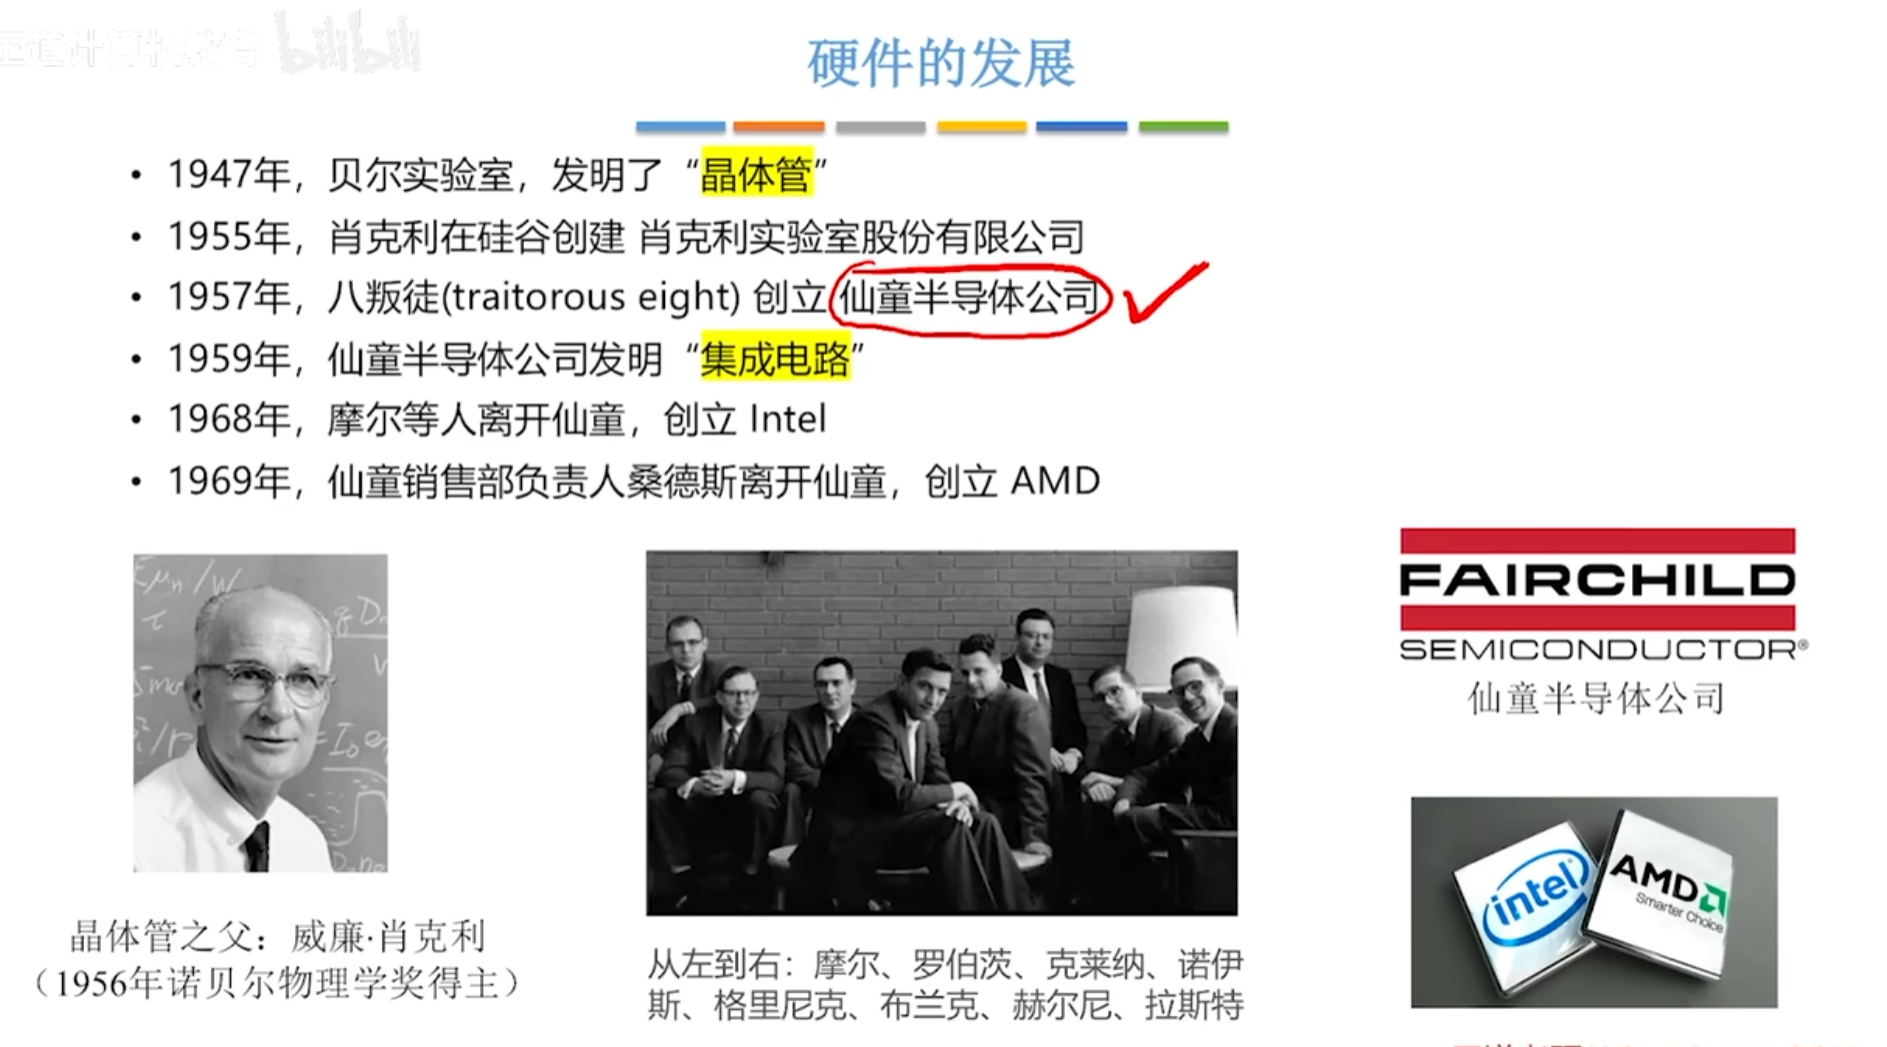 王道计算机教育 bilibili
硬件的发展
• 1947年，贝尔实验室，发明了“晶体管”
• 1955年，肖克利在硅谷创建 肖克利实验室股份有限公司
• 1957年，八叛徒(traitorous eight) 创立 仙童半导体公司
• 1959年，仙童半导体公司发明“集成电路”
• 1968年，摩尔等人离开仙童，创立 Intel
• 1969年，仙童销售部负责人桑德斯离开仙童，创立 AMD
FAIRCHILD
SEMICONDUCTOR®
仙童半导体公司
intel
AMD
Smarter Choice
晶体管之父：威廉·肖克利
（1956年诺贝尔物理学奖得主）
从左到右：摩尔、罗伯茨、克莱纳、诺伊
斯、格里尼克、布兰克、赫尔尼、拉斯特